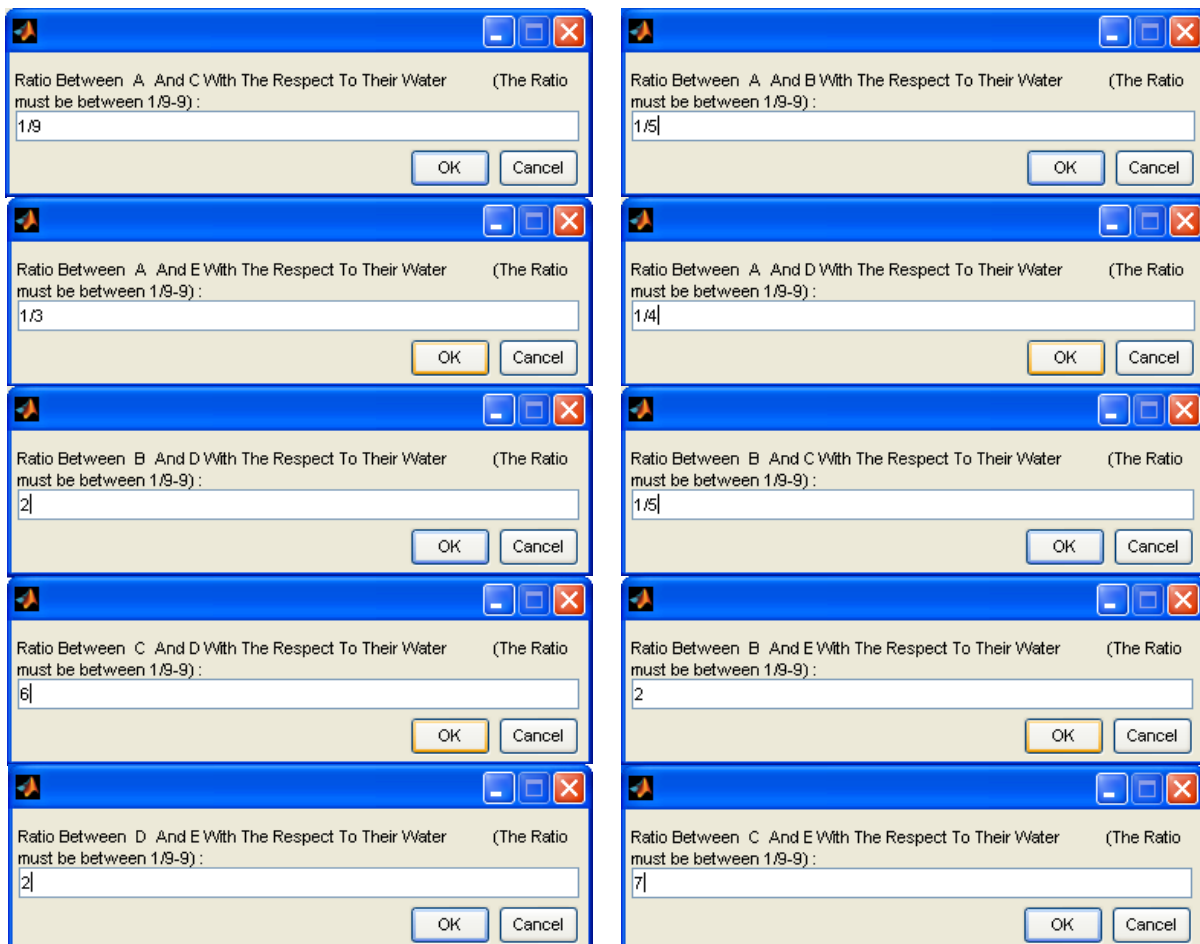 Ratio Between A And C With The Respect To Their Water (The Ratio
must be between 1/9-9) :
1/9
OK Cancel
Ratio Between A And B With The Respect To Their Water (The Ratio
must be between 1/9-9) :
1/5
OK Cancel
Ratio Between A And E With The Respect To Their Water (The Ratio
must be between 1/9-9) :
1/3
OK Cancel
Ratio Between A And D With The Respect To Their Water (The Ratio
must be between 1/9-9) :
1/4
OK Cancel
Ratio Between B And D With The Respect To Their Water (The Ratio
must be between 1/9-9) :
2
OK Cancel
Ratio Between B And C With The Respect To Their Water (The Ratio
must be between 1/9-9) :
1/5
OK Cancel
Ratio Between C And D With The Respect To Their Water (The Ratio
must be between 1/9-9) :
6
OK Cancel
Ratio Between B And E With The Respect To Their Water (The Ratio
must be between 1/9-9) :
2
OK Cancel
Ratio Between D And E With The Respect To Their Water (The Ratio
must be between 1/9-9) :
2
OK Cancel
Ratio Between C And E With The Respect To Their Water (The Ratio
must be between 1/9-9) :
7
OK Cancel